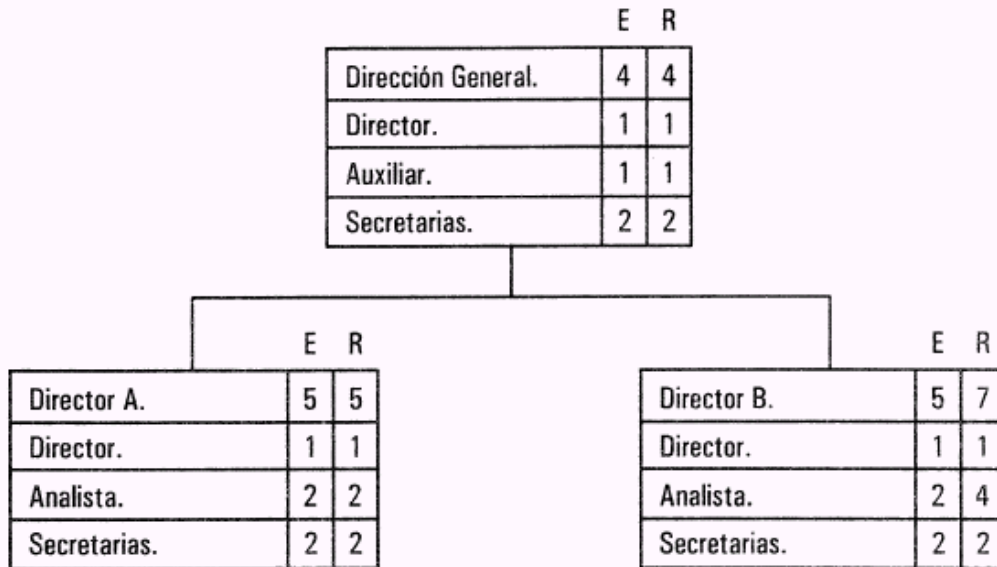 E R
Dirección General. 4 4
Director. 1 1
Auxiliar. 1 1
Secretarias. 2 2
E R
Director A. 5 5
Director. 1 1
Analista. 2 2
Secretarias. 2 2
E R
Director B. 5 7
Director. 1 1
Analista. 2 4
Secretarias. 2 2